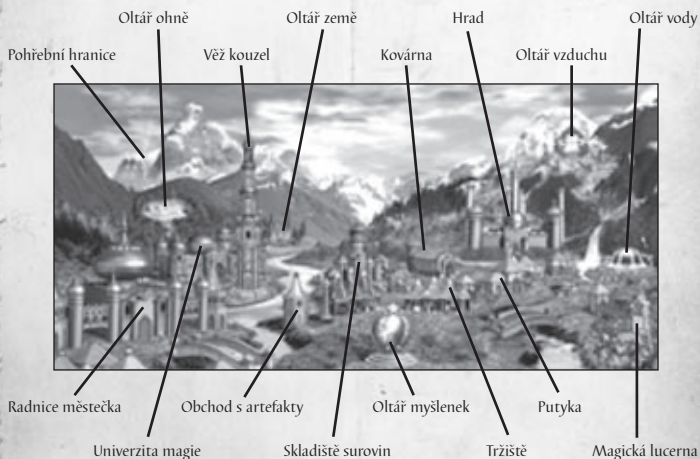 Oltář ohně
Oltář země
Hrad
Oltář vody
Pohřební hranice
Věž kouzel
Kovárna
Oltář vzduchu
Radnice městečka
Obchod s artefakty
Oltář myšlenek
Putyka
Univerzita magie
Skladiště surovin
Tržiště
Magická lucerna